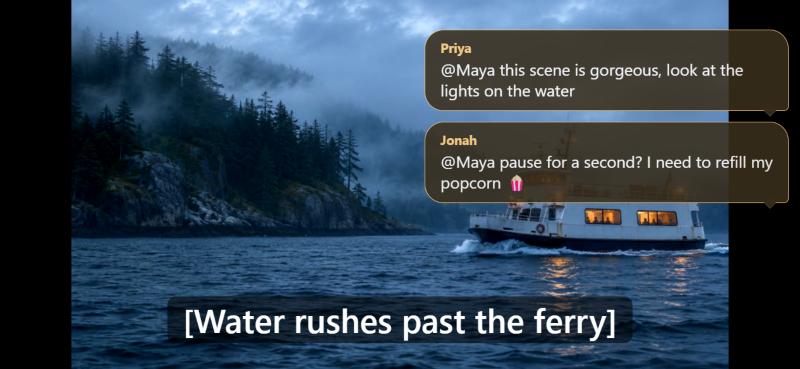 Priya
@Maya this scene is gorgeous, look at the
lights on the water
Jonah
@Maya pause for a second? I need to refill my
popcorn 🍿
[Water rushes past the ferry]